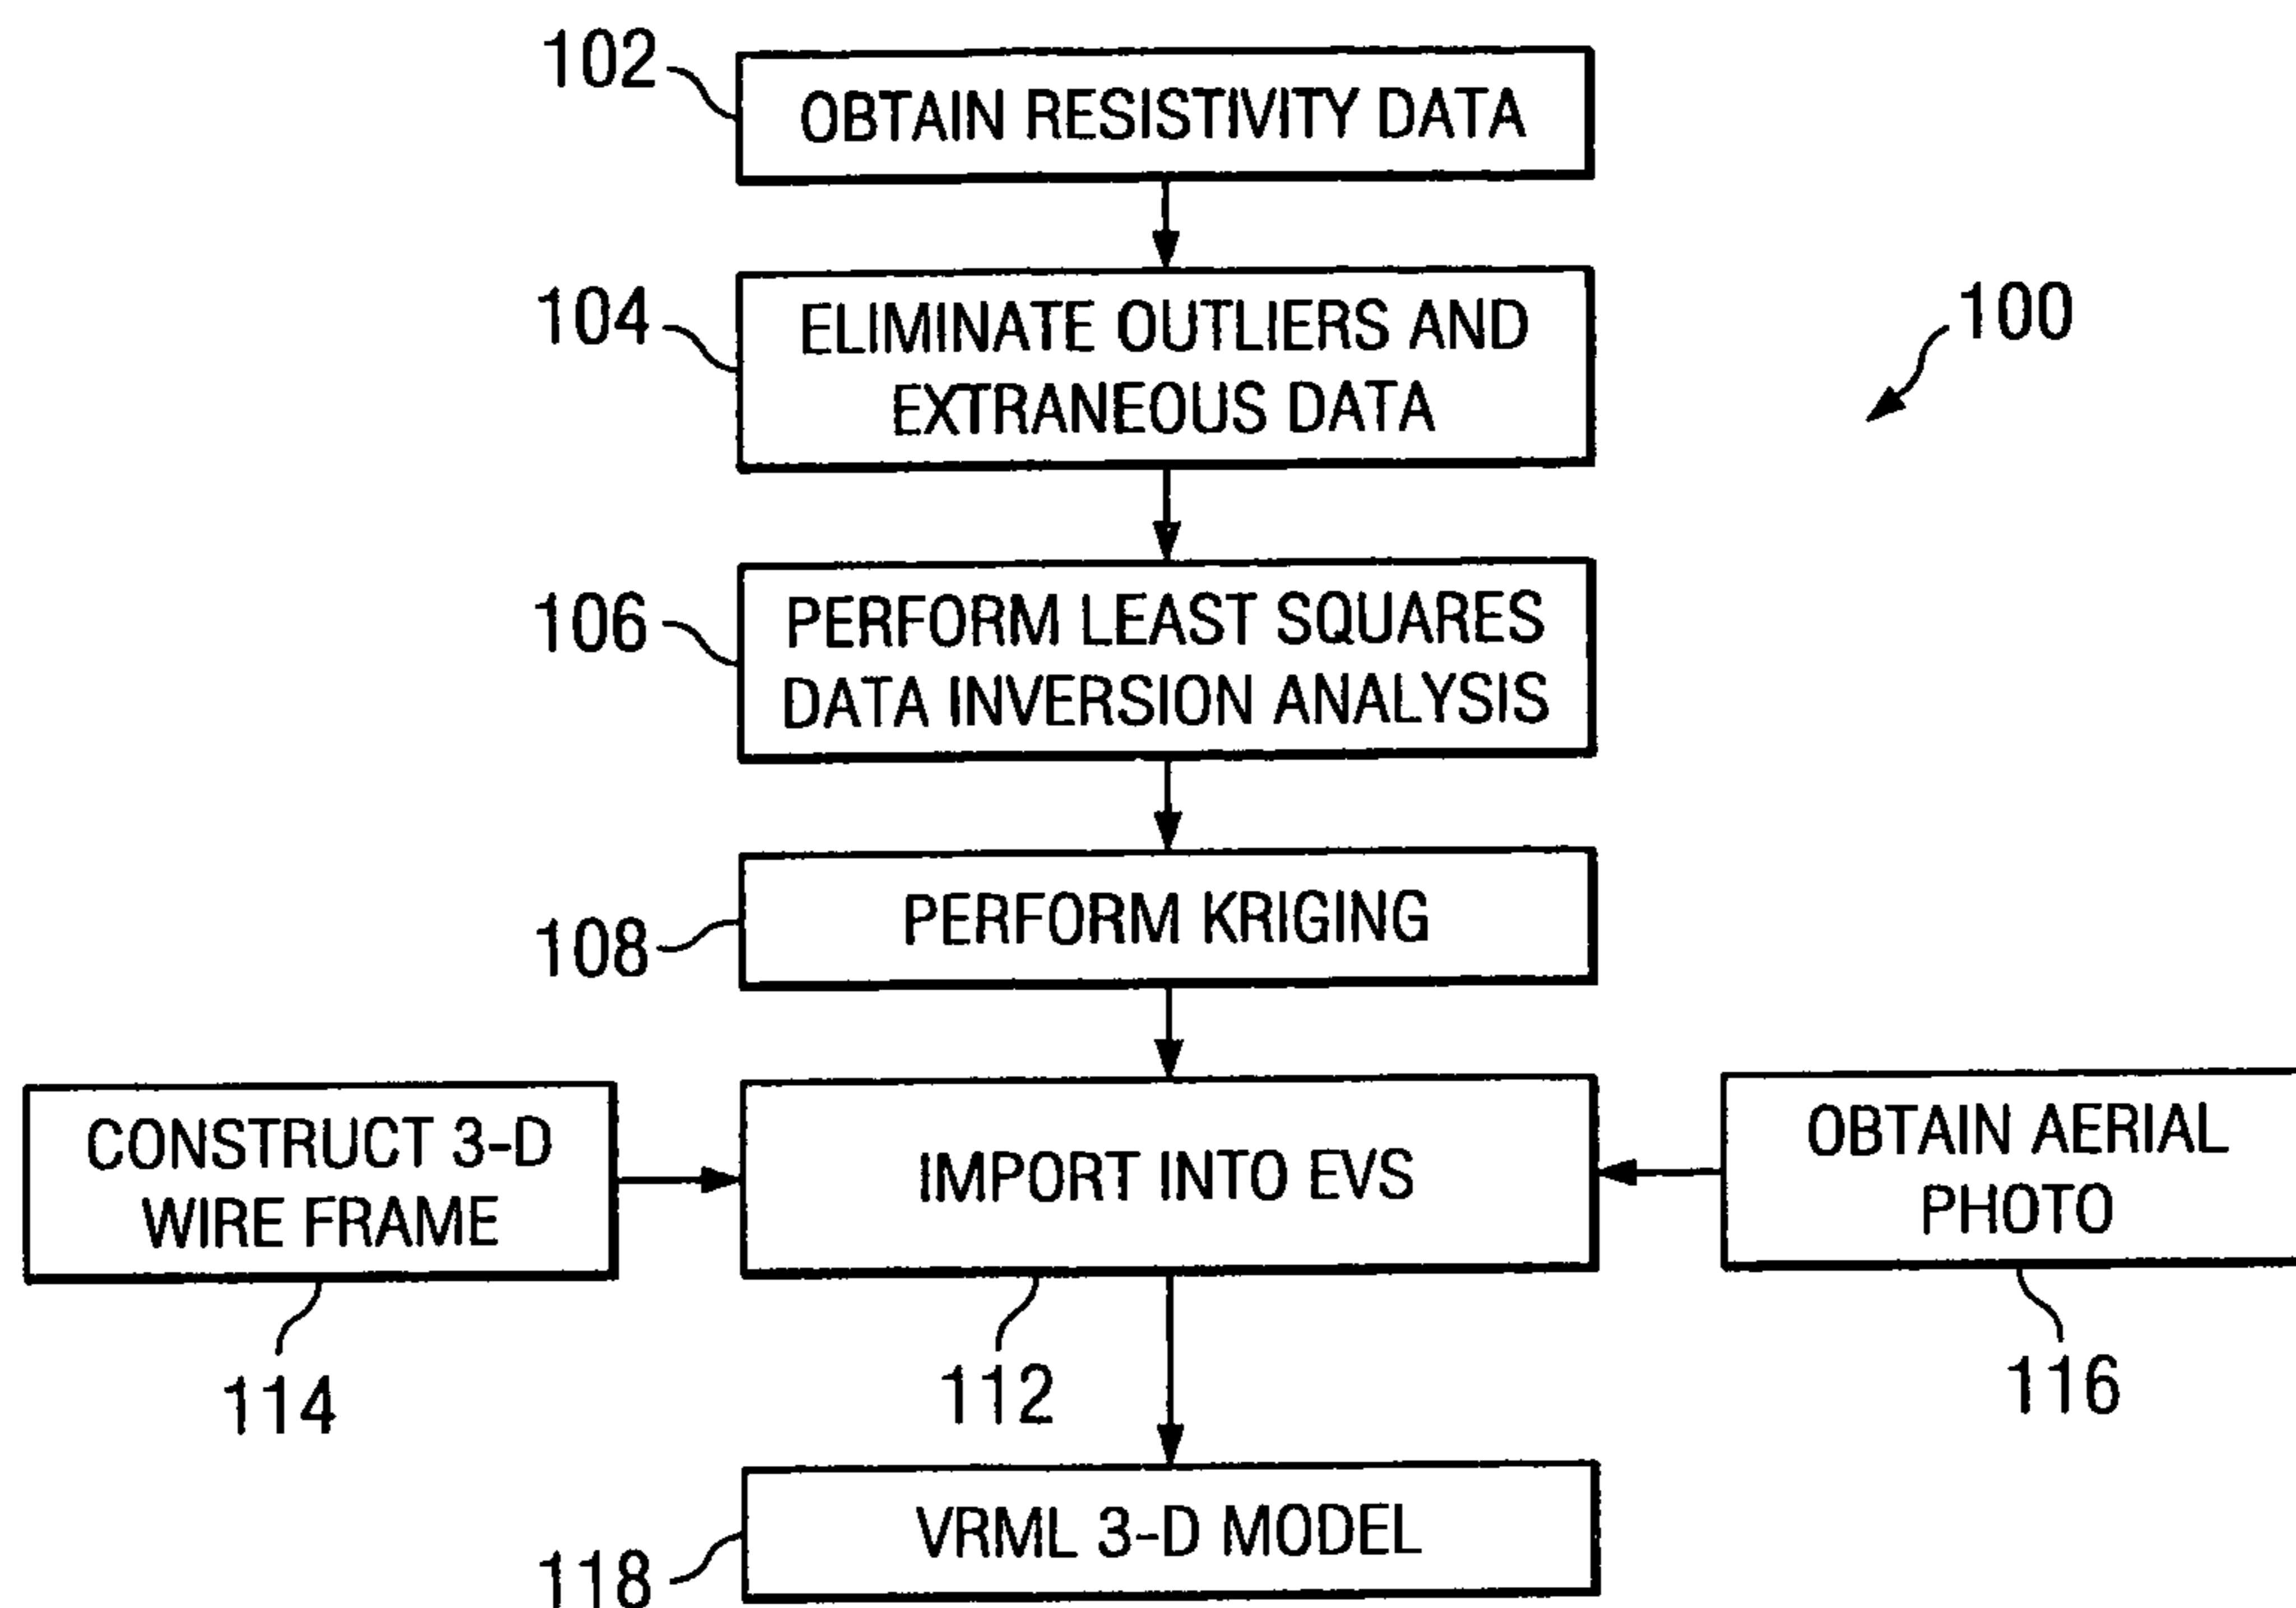 102
OBTAIN RESISTIVITY DATA
104
ELIMINATE OUTLIERS AND
EXTRANEOUS DATA
100
106
PERFORM LEAST SQUARES
DATA INVERSION ANALYSIS
108
PERFORM KRIGING
CONSTRUCT 3-D
WIRE FRAME
IMPORT INTO EVS
OBTAIN AERIAL
PHOTO
114
112
116
118
VRML 3-D MODEL